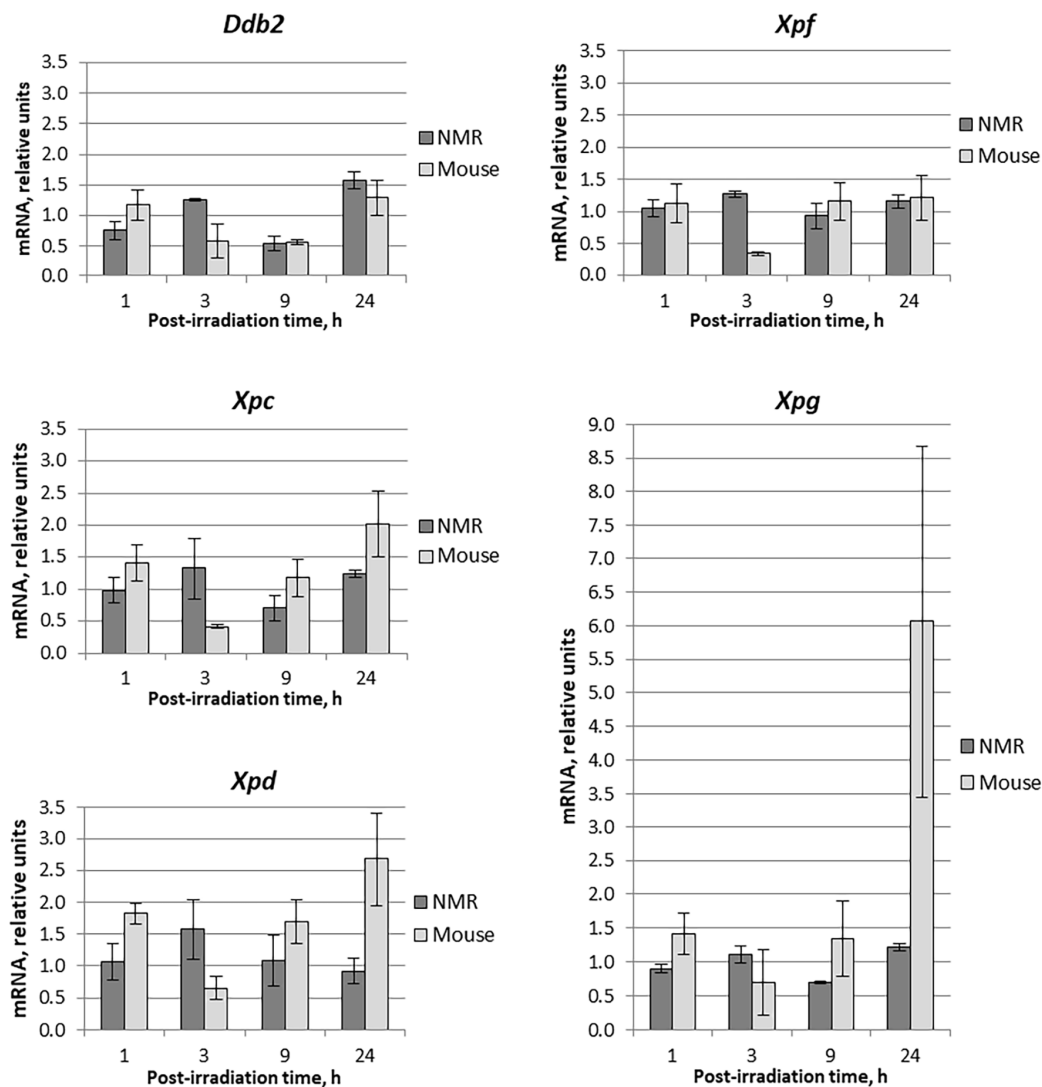 Ddb2
3.5
3.0
2.5
2.0
1.5
1.0
0.5
0.0
mRNA, relative units
NMR
Mouse
1 3 9 24
Post-irradiation time, h
Xpf
3.5
3.0
2.5
2.0
1.5
1.0
0.5
0.0
mRNA, relative units
NMR
Mouse
1 3 9 24
Post-irradiation time, h
Xpc
3.5
3.0
2.5
2.0
1.5
1.0
0.5
0.0
mRNA, relative units
NMR
Mouse
1 3 9 24
Post-irradiation time, h
Xpd
3.5
3.0
2.5
2.0
1.5
1.0
0.5
0.0
mRNA, relative units
NMR
Mouse
1 3 9 24
Post-irradiation time, h
Xpg
9.0
8.5
8.0
7.5
7.0
6.5
6.0
5.5
5.0
4.5
4.0
3.5
3.0
2.5
2.0
1.5
1.0
0.5
0.0
mRNA, relative units
NMR
Mouse
1 3 9 24
Post-irradiation time, h